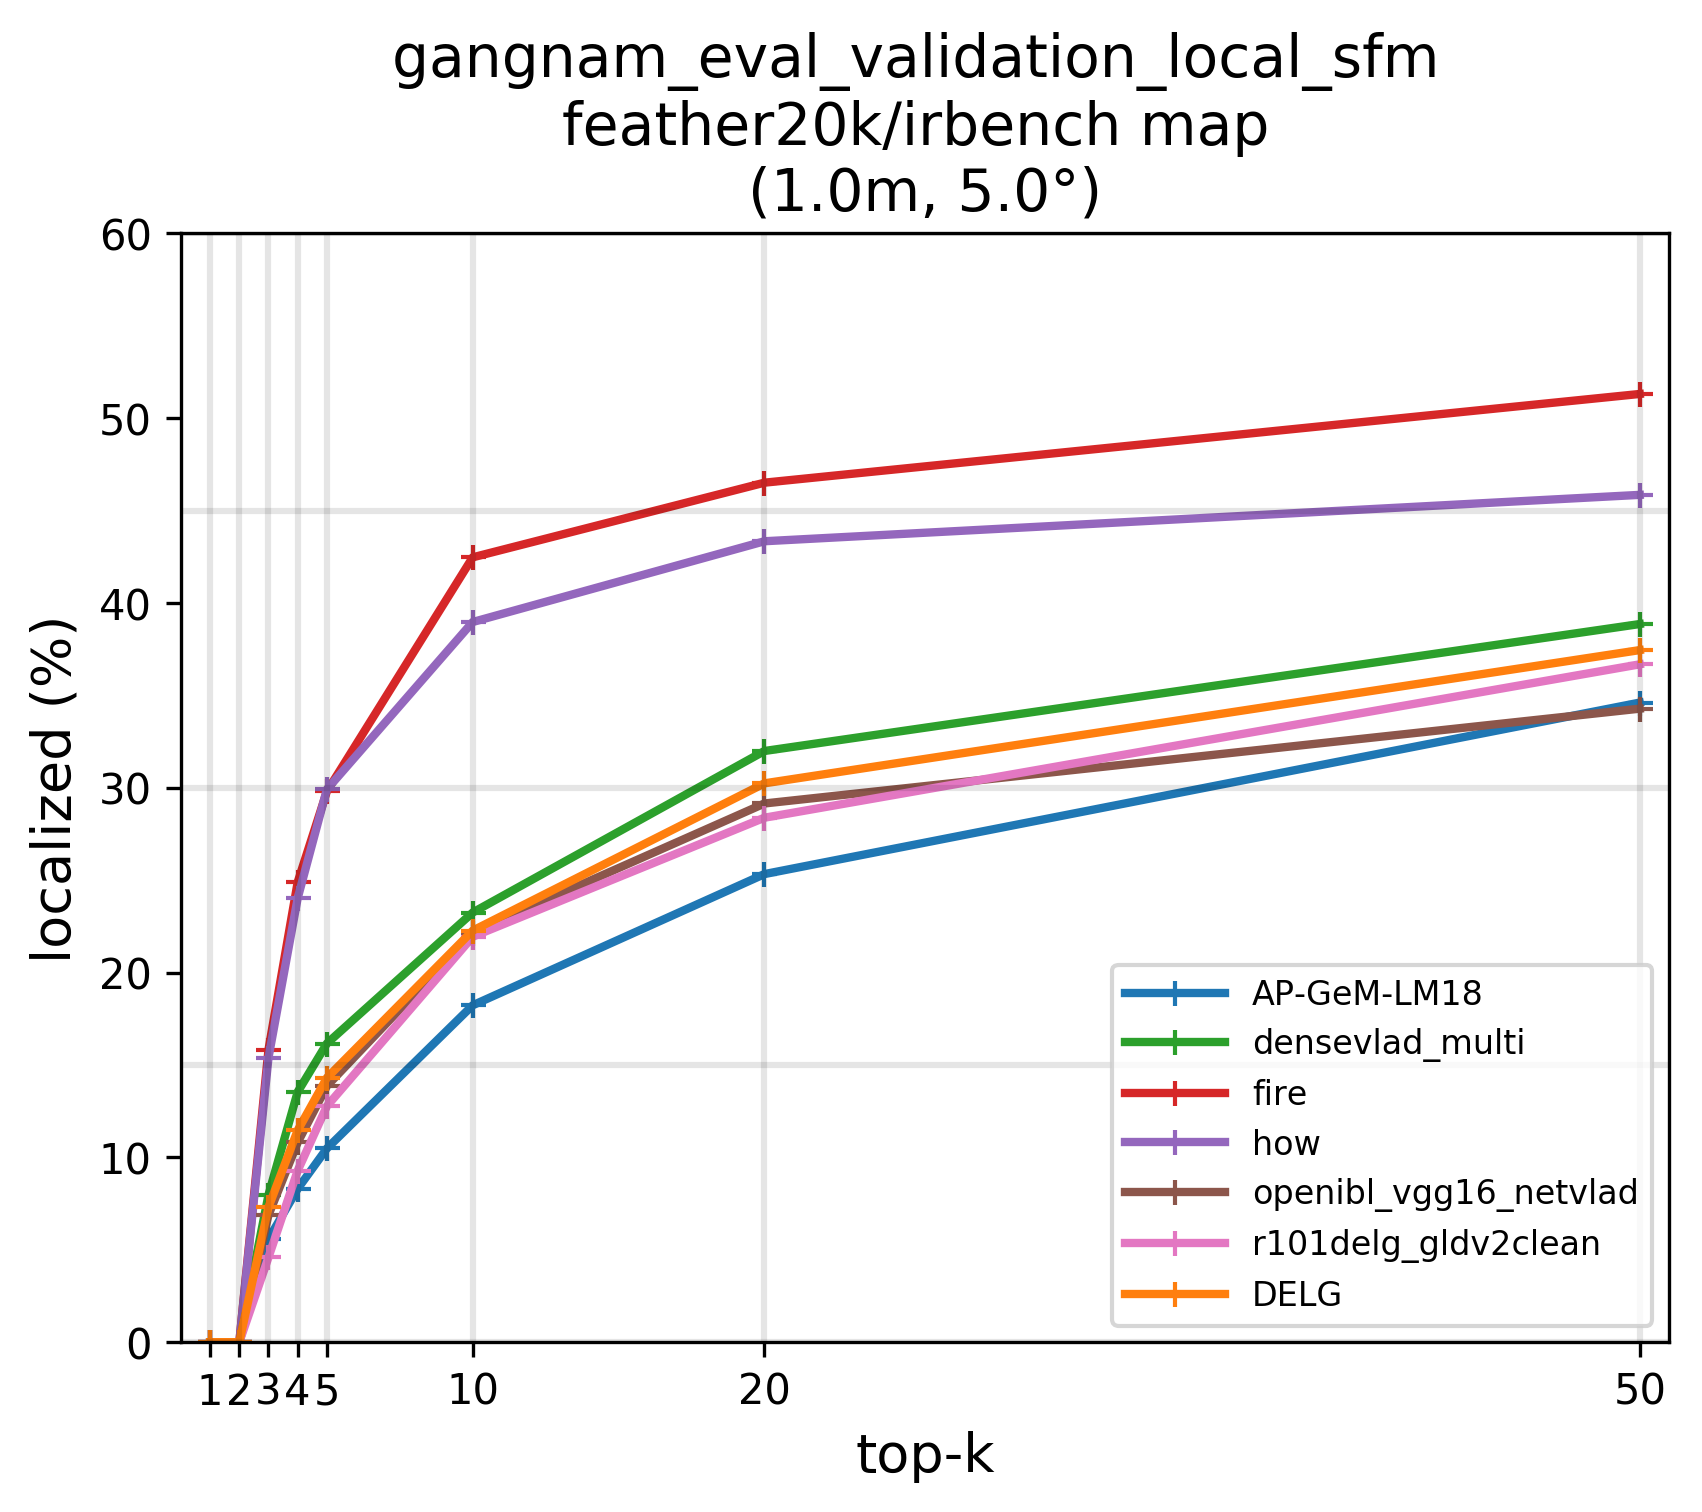 gangnam_eval_validation_local_sfm
feather20k/irbench map
(1.0m, 5.0°)
60
50
40
30
20
10
0
localized (%)
AP-GeM-LM18
densevlad_multi
fire
how
openibl_vgg16_netvlad
r101delg_gldv2clean
DELG
1 2 3 4 5 10 20 50
top-k